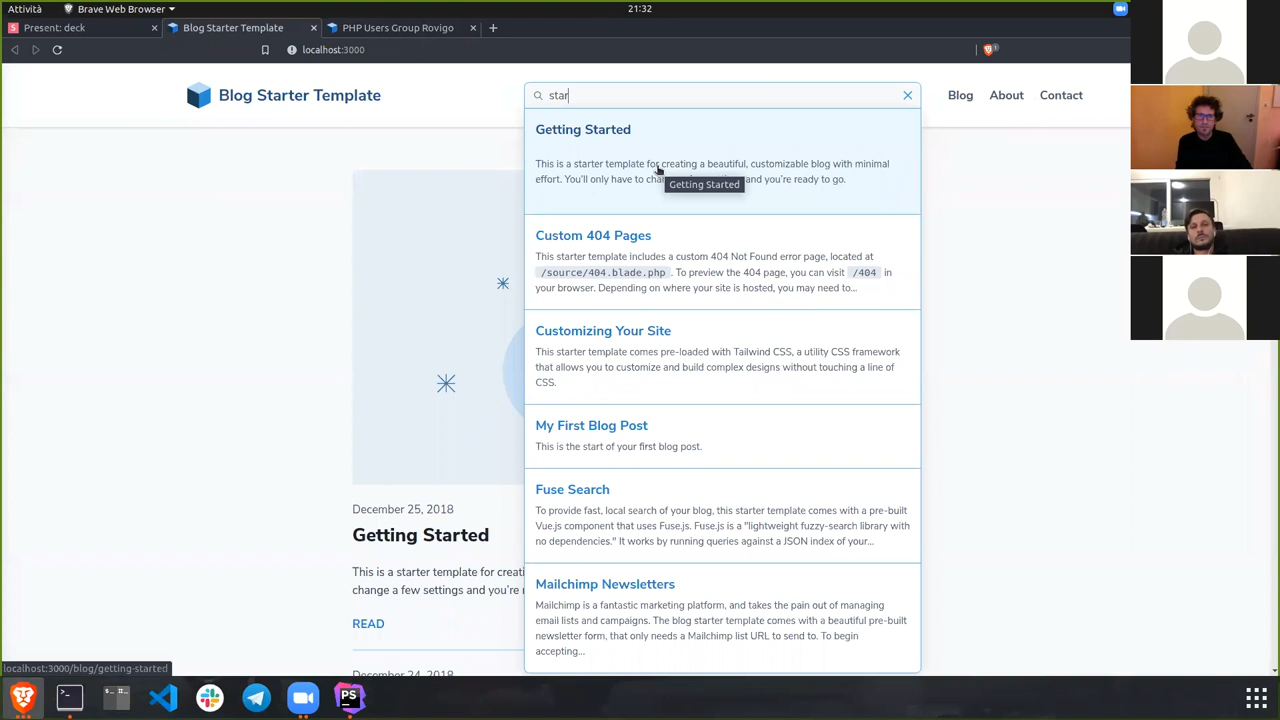 Attività
Brave Web Browser
21:32
Present: deck
Blog Starter Template
PHP Users Group Rovigo
localhost:3000
1
Blog Starter Template
star
Blog
About
Contact
Getting Started
This is a starter template for creating a beautiful, customizable blog with minimal
effort. You'll only have to cha
and you're ready to go.
Getting Started
Custom 404 Pages
This starter template includes a custom 404 Not Found error page, located at
/source/404.blade.php . To preview the 404 page, you can visit /404 in
your browser. Depending on where your site is hosted, you may need to...
Customizing Your Site
This starter template comes pre-loaded with Tailwind CSS, a utility CSS framework
that allows you to customize and build complex designs without touching a line of
CSS.
My First Blog Post
This is the start of your first blog post.
Fuse Search
To provide fast, local search of your blog, this starter template comes with a pre-built
Vue.js component that uses Fuse.js. Fuse.js is a "lightweight fuzzy-search library with
no dependencies." It works by running queries against a JSON index of your...
Mailchimp Newsletters
Mailchimp is a fantastic marketing platform, and takes the pain out of managing
email lists and campaigns. The blog starter template comes with a beautiful pre-built
newsletter form, that only needs a Mailchimp list URL to send to. To begin
accepting...
December 25, 2018
Getting Started
This is a starter template for creati
change a few settings and you're r
READ
December 24, 2018
localhost:3000/blog/getting-started
PS